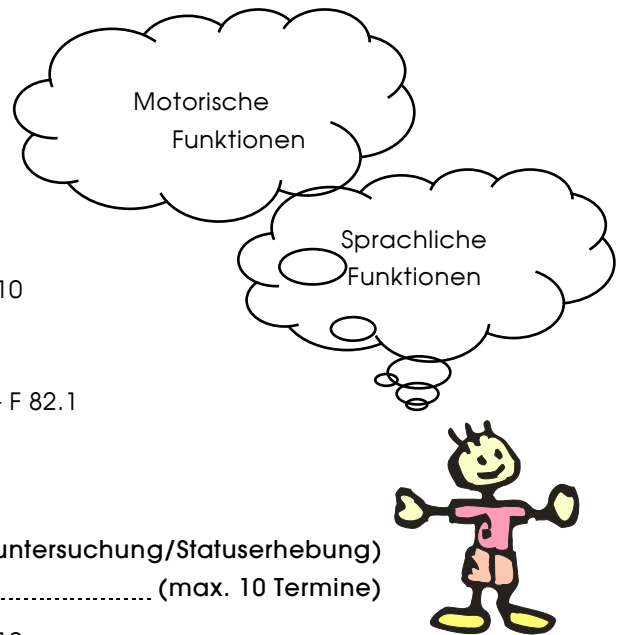 Motorische
Funktionen
Sprachliche
Funktionen
10
- F 82.1
untersuchung/Statuserhebung)
(max. 10 Termine)